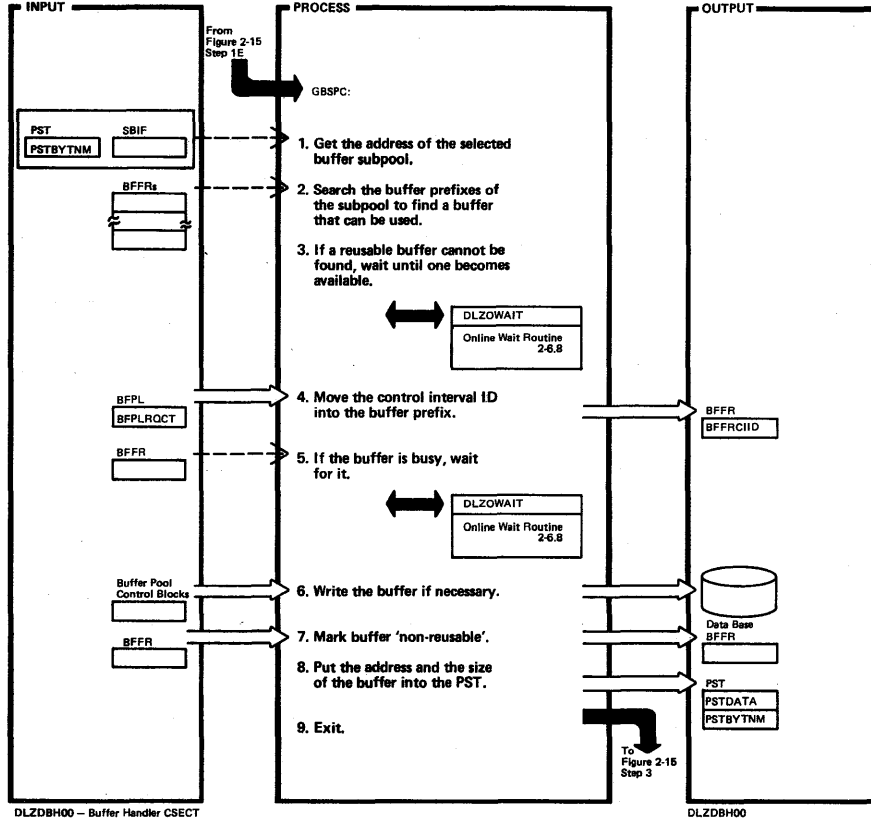 INPUT
PROCESS
OUTPUT
From
Figure 2-15
Step 1E
GBSPC:
PST
SBIF
PSTBYTNM
1. Get the address of the selected
buffer subpool.
BFFRs
2. Search the buffer prefixes of
the subpool to find a buffer
that can be used.
3. If a reusable buffer cannot be
found, wait until one becomes
available.
DLZOWAIT
Online Wait Routine
2-6.8
BFPL
BFPLRQCT
4. Move the control interval ID
into the buffer prefix.
BFFR
BFFRCIID
BFFR
5. If the buffer is busy, wait
for it.
DLZOWAIT
Online Wait Routine
2-6.8
Buffer Pool
Control Blocks
6. Write the buffer if necessary.
Data Base
BFFR
7. Mark buffer 'non-reusable'.
BFFR
8. Put the address and the size
of the buffer into the PST.
PST
PSTDATA
PSTBYTNM
9. Exit.
To
Figure 2-15
Step 3
DLZDBH00 — Buffer Handler CSECT
DLZDBH00